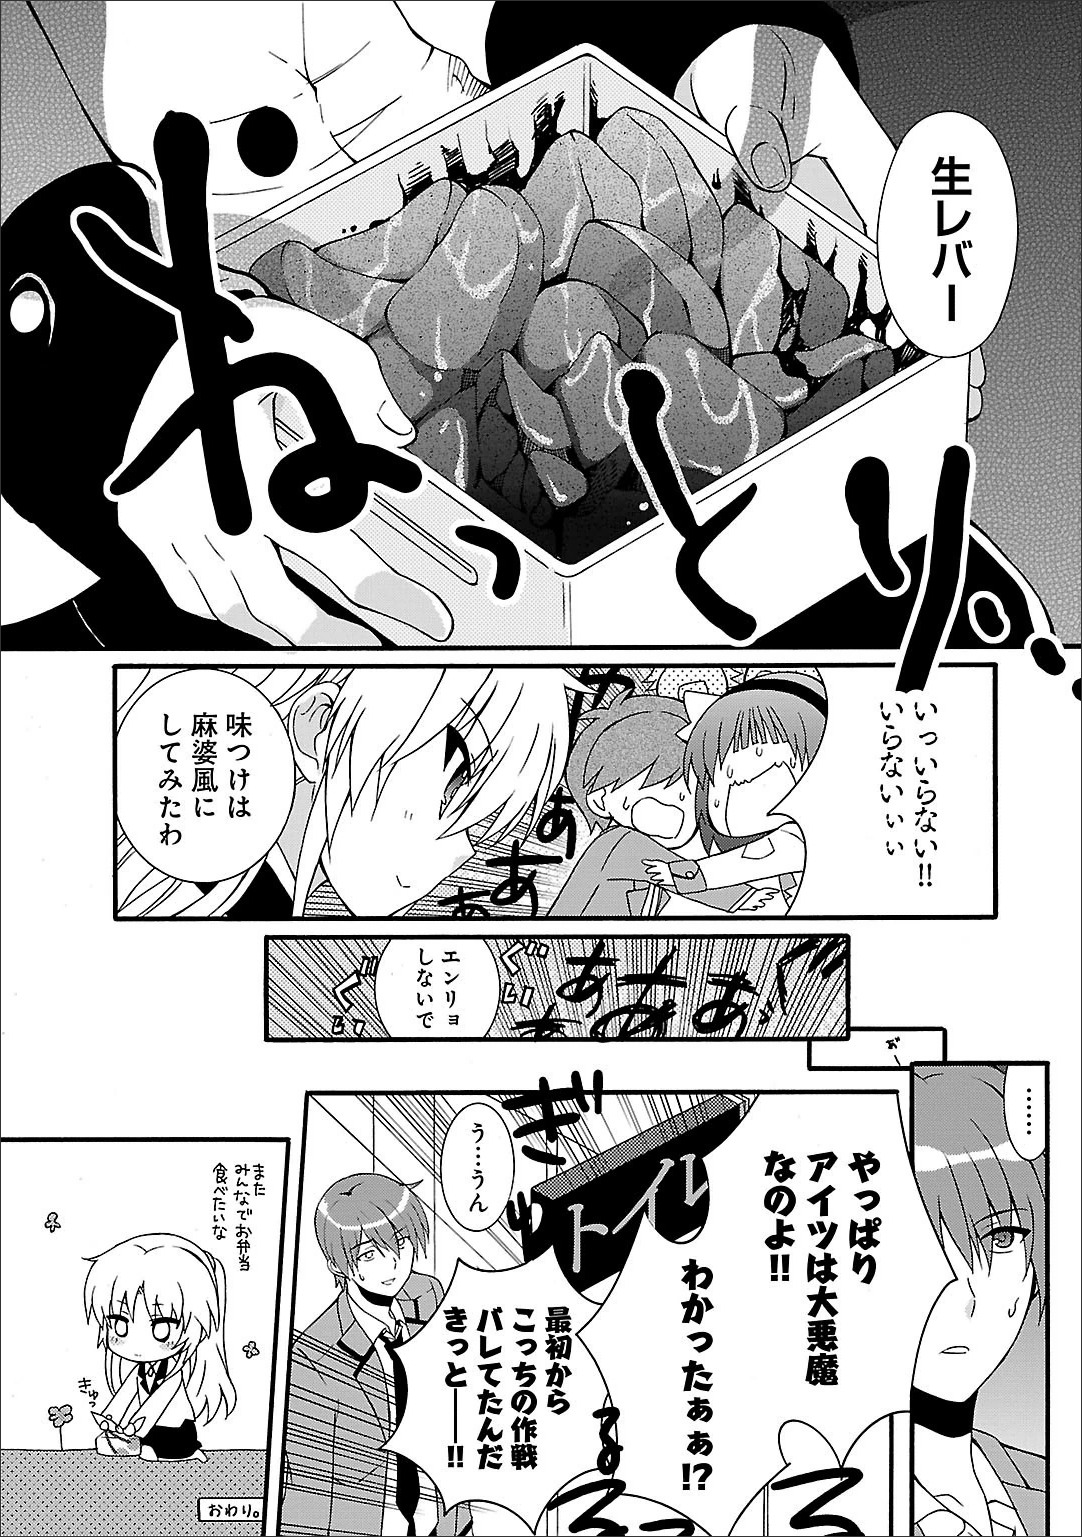 生レバー
ねっとり。
いっいらない!!
いらないぃぃ
味つけは
麻婆風に
してみたわ
あ
あ
あ
エンリョ
しないで
ぐい
ぐい
あああ
………
やっぱり
アイツは大悪魔
なのよ!!
わかったぁぁ!?
トイレ
う…うん
最初から
こっちの作戦
バレてたんだ
きっと――!!
また
みんなでお弁当
食べたいな
きゅっ
おわり。